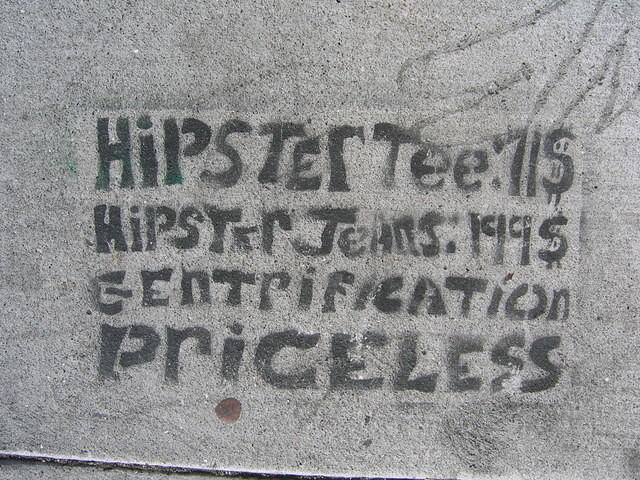 HiPSTEr Tee: 71$
HiPSTEr JEANS: 199$
GENTriFiCATiON
PriCELESS